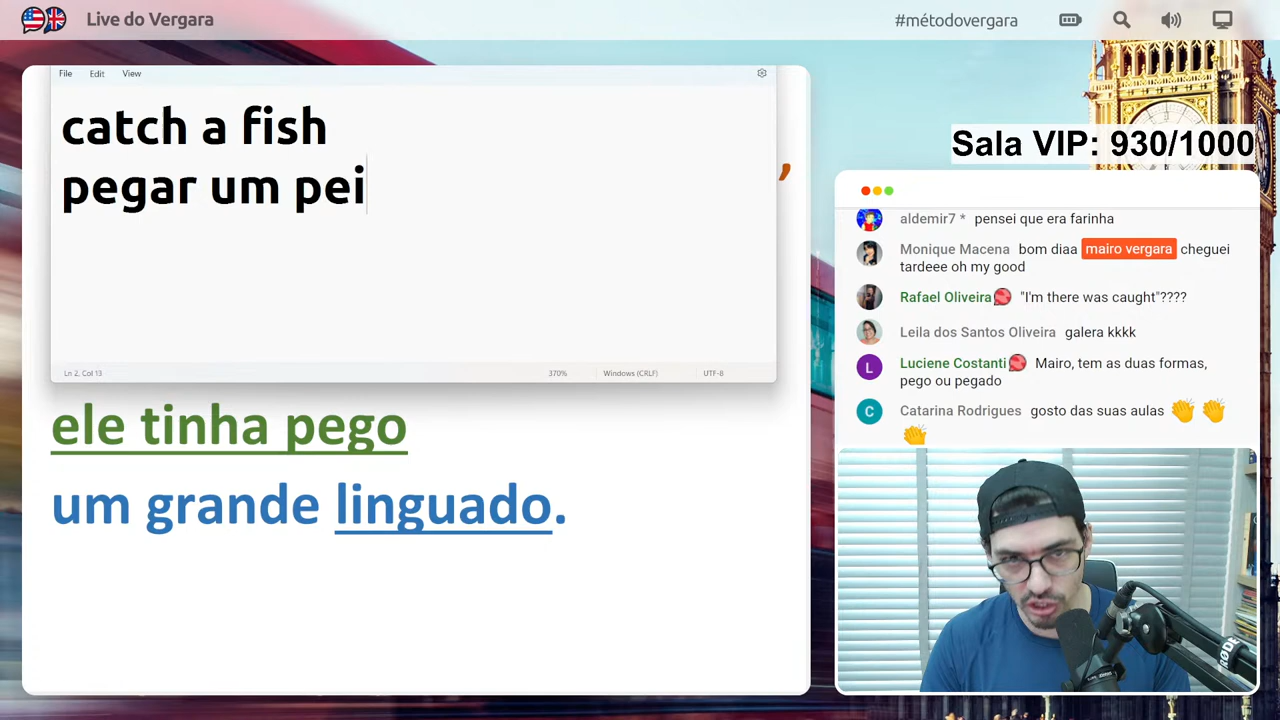 Live do Vergara
#métodovergara
File Edit View
catch a fish
pegar um pei
Ln 2, Col 13
370%
Windows (CRLF)
UTF-8
,
ele tinha pego
um grande linguado.
Sala VIP: 930/1000
aldemir7 * pensei que era farinha
Monique Macena bom diaa mairo vergara cheguei
tardeee oh my good
Rafael Oliveira "I'm there was caught"????
Leila dos Santos Oliveira galera kkkk
L
Luciene Costanti Mairo, tem as duas formas,
pego ou pegado
C
Catarina Rodrigues gosto das suas aulas 👏 👏
👏
RØDE